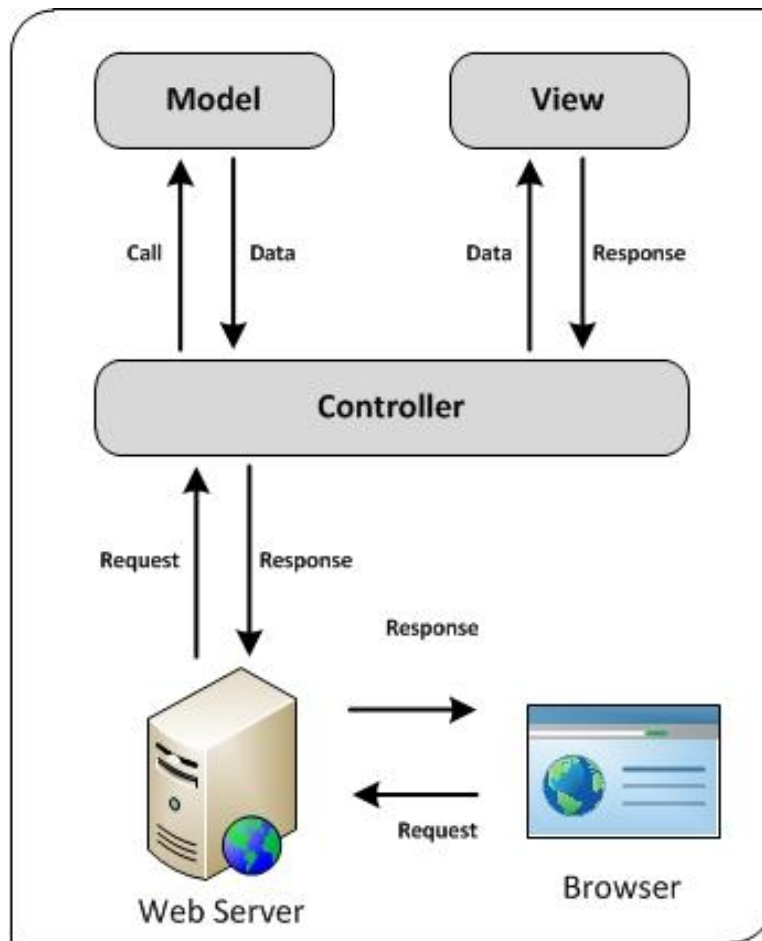 Model
View
Call
Data
Data
Response
Controller
Request
Response
Response
Request
Web Server
Browser